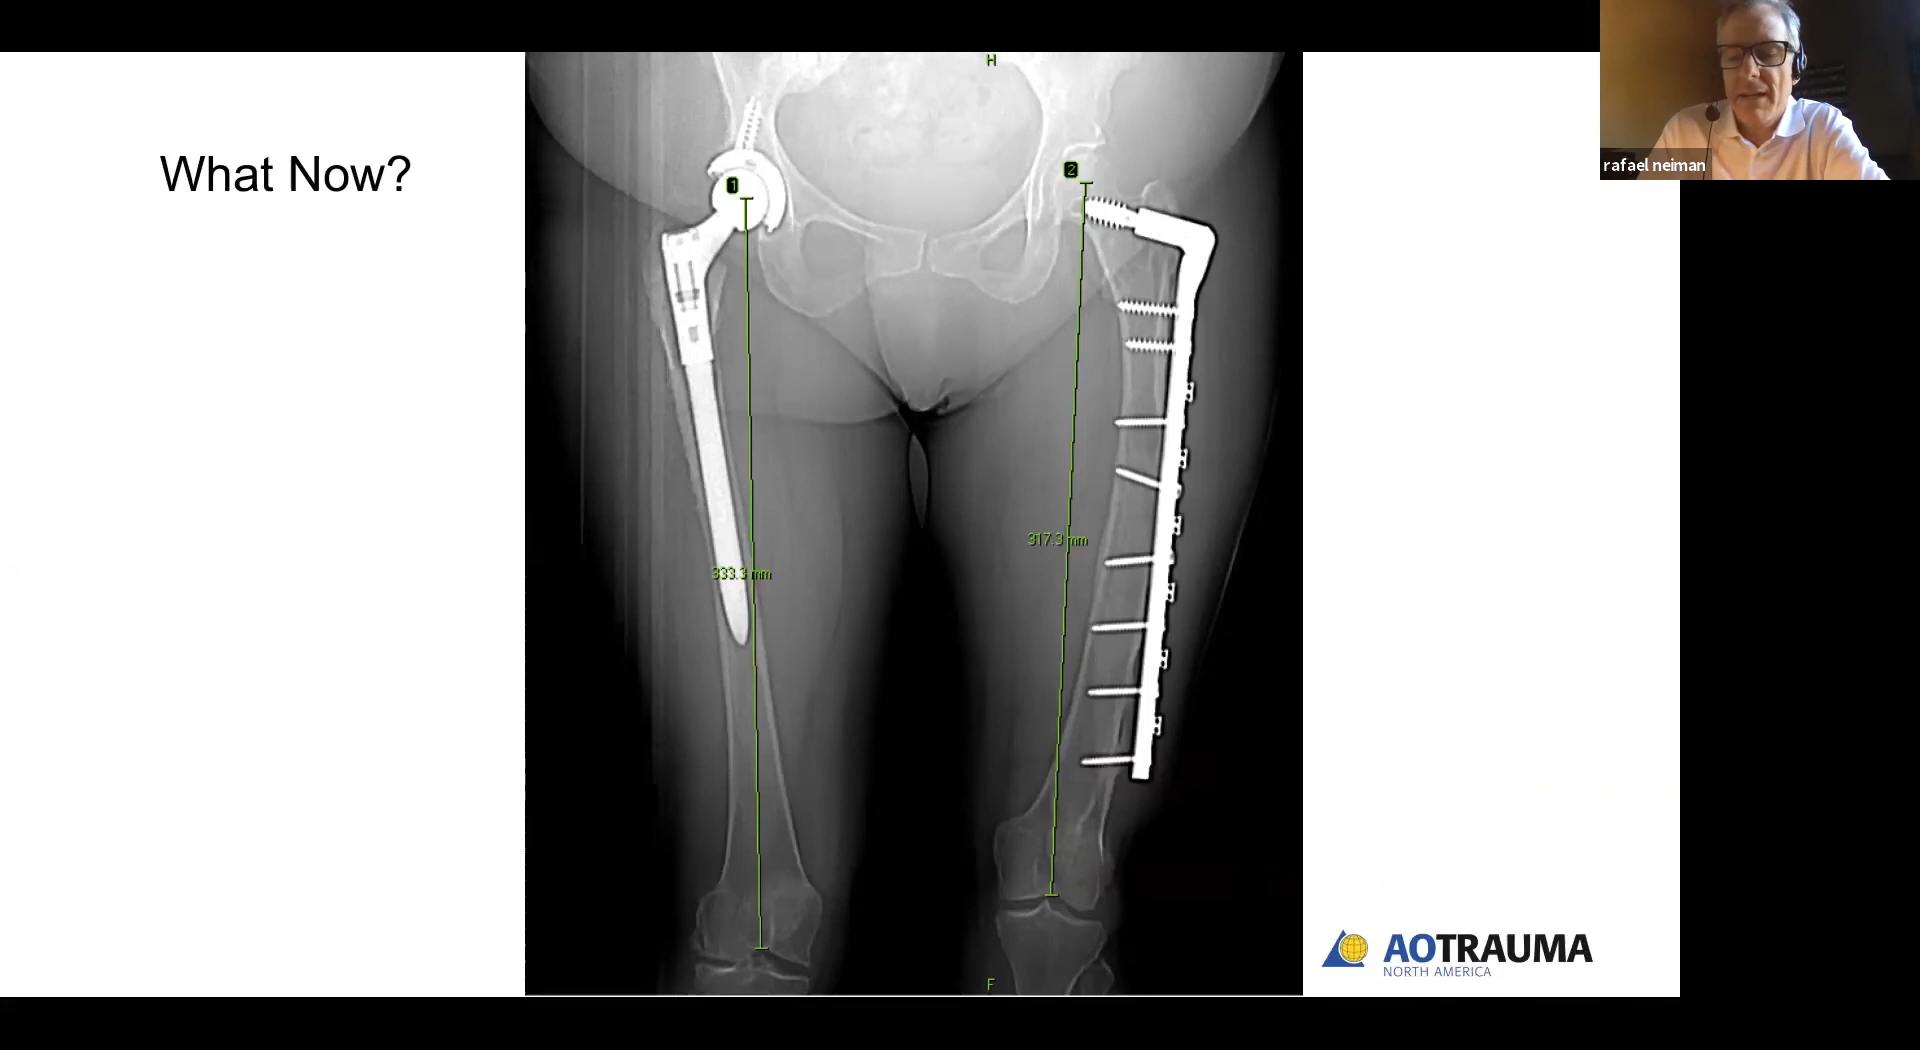 H
rafael neiman
What Now?
1
2
317.3 mm
333.3 mm
AOTRAUMA
NORTH AMERICA
F